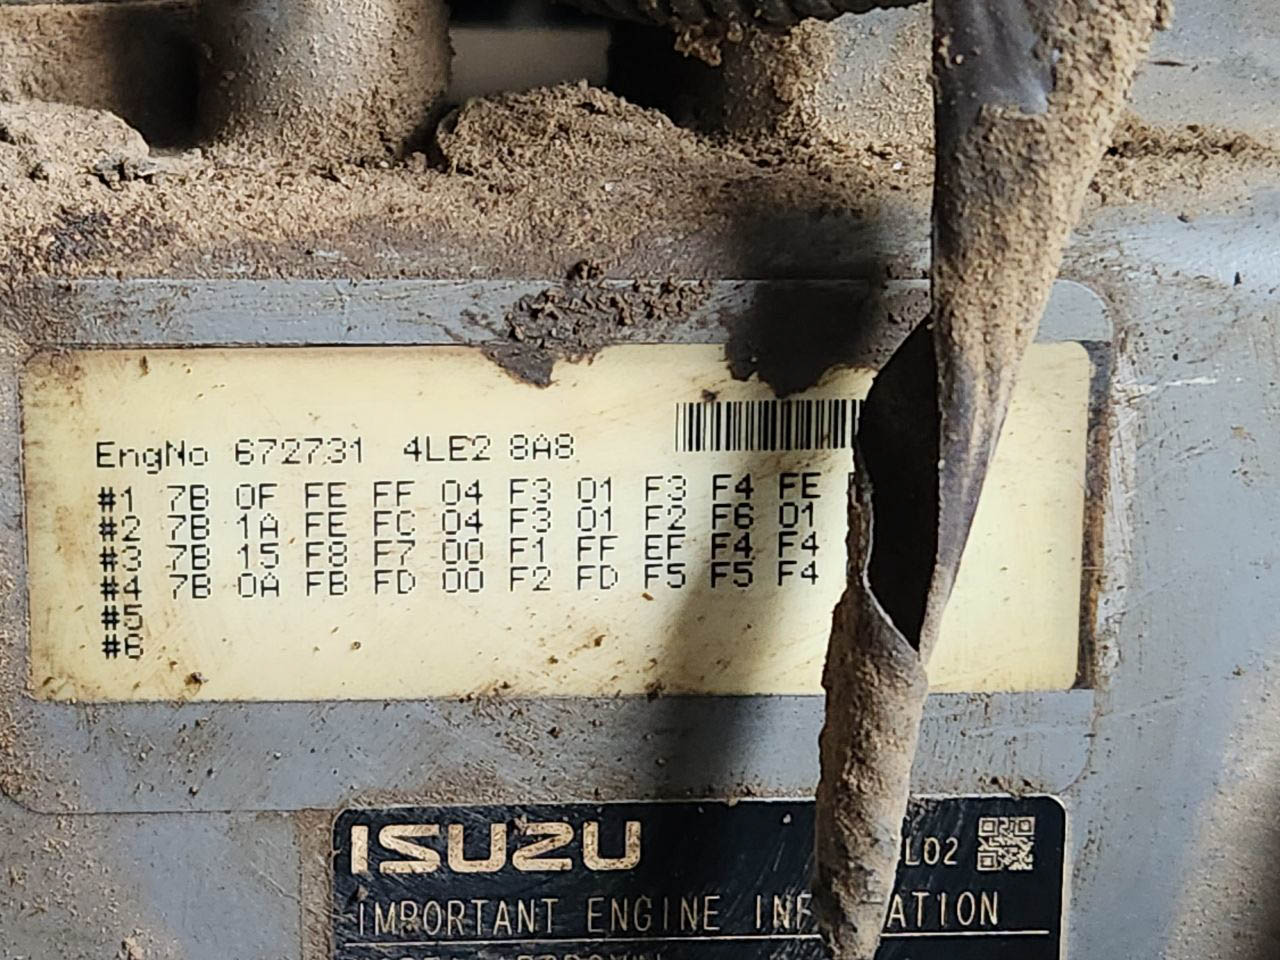 EngNo 672731 4LE2 8A8
#1 7B 0F FE FF 04 F3 01 F3 F4 FE
#2 7B 1A FE FC 04 F3 01 F2 F6 01
#3 7B 15 F8 F7 00 F1 FF EF F4 F4
#4 7B 0A FB FD 00 F2 FD F5 F5 F4
#5
#6
ISUZU
L02
IMPORTANT ENGINE INF ATION